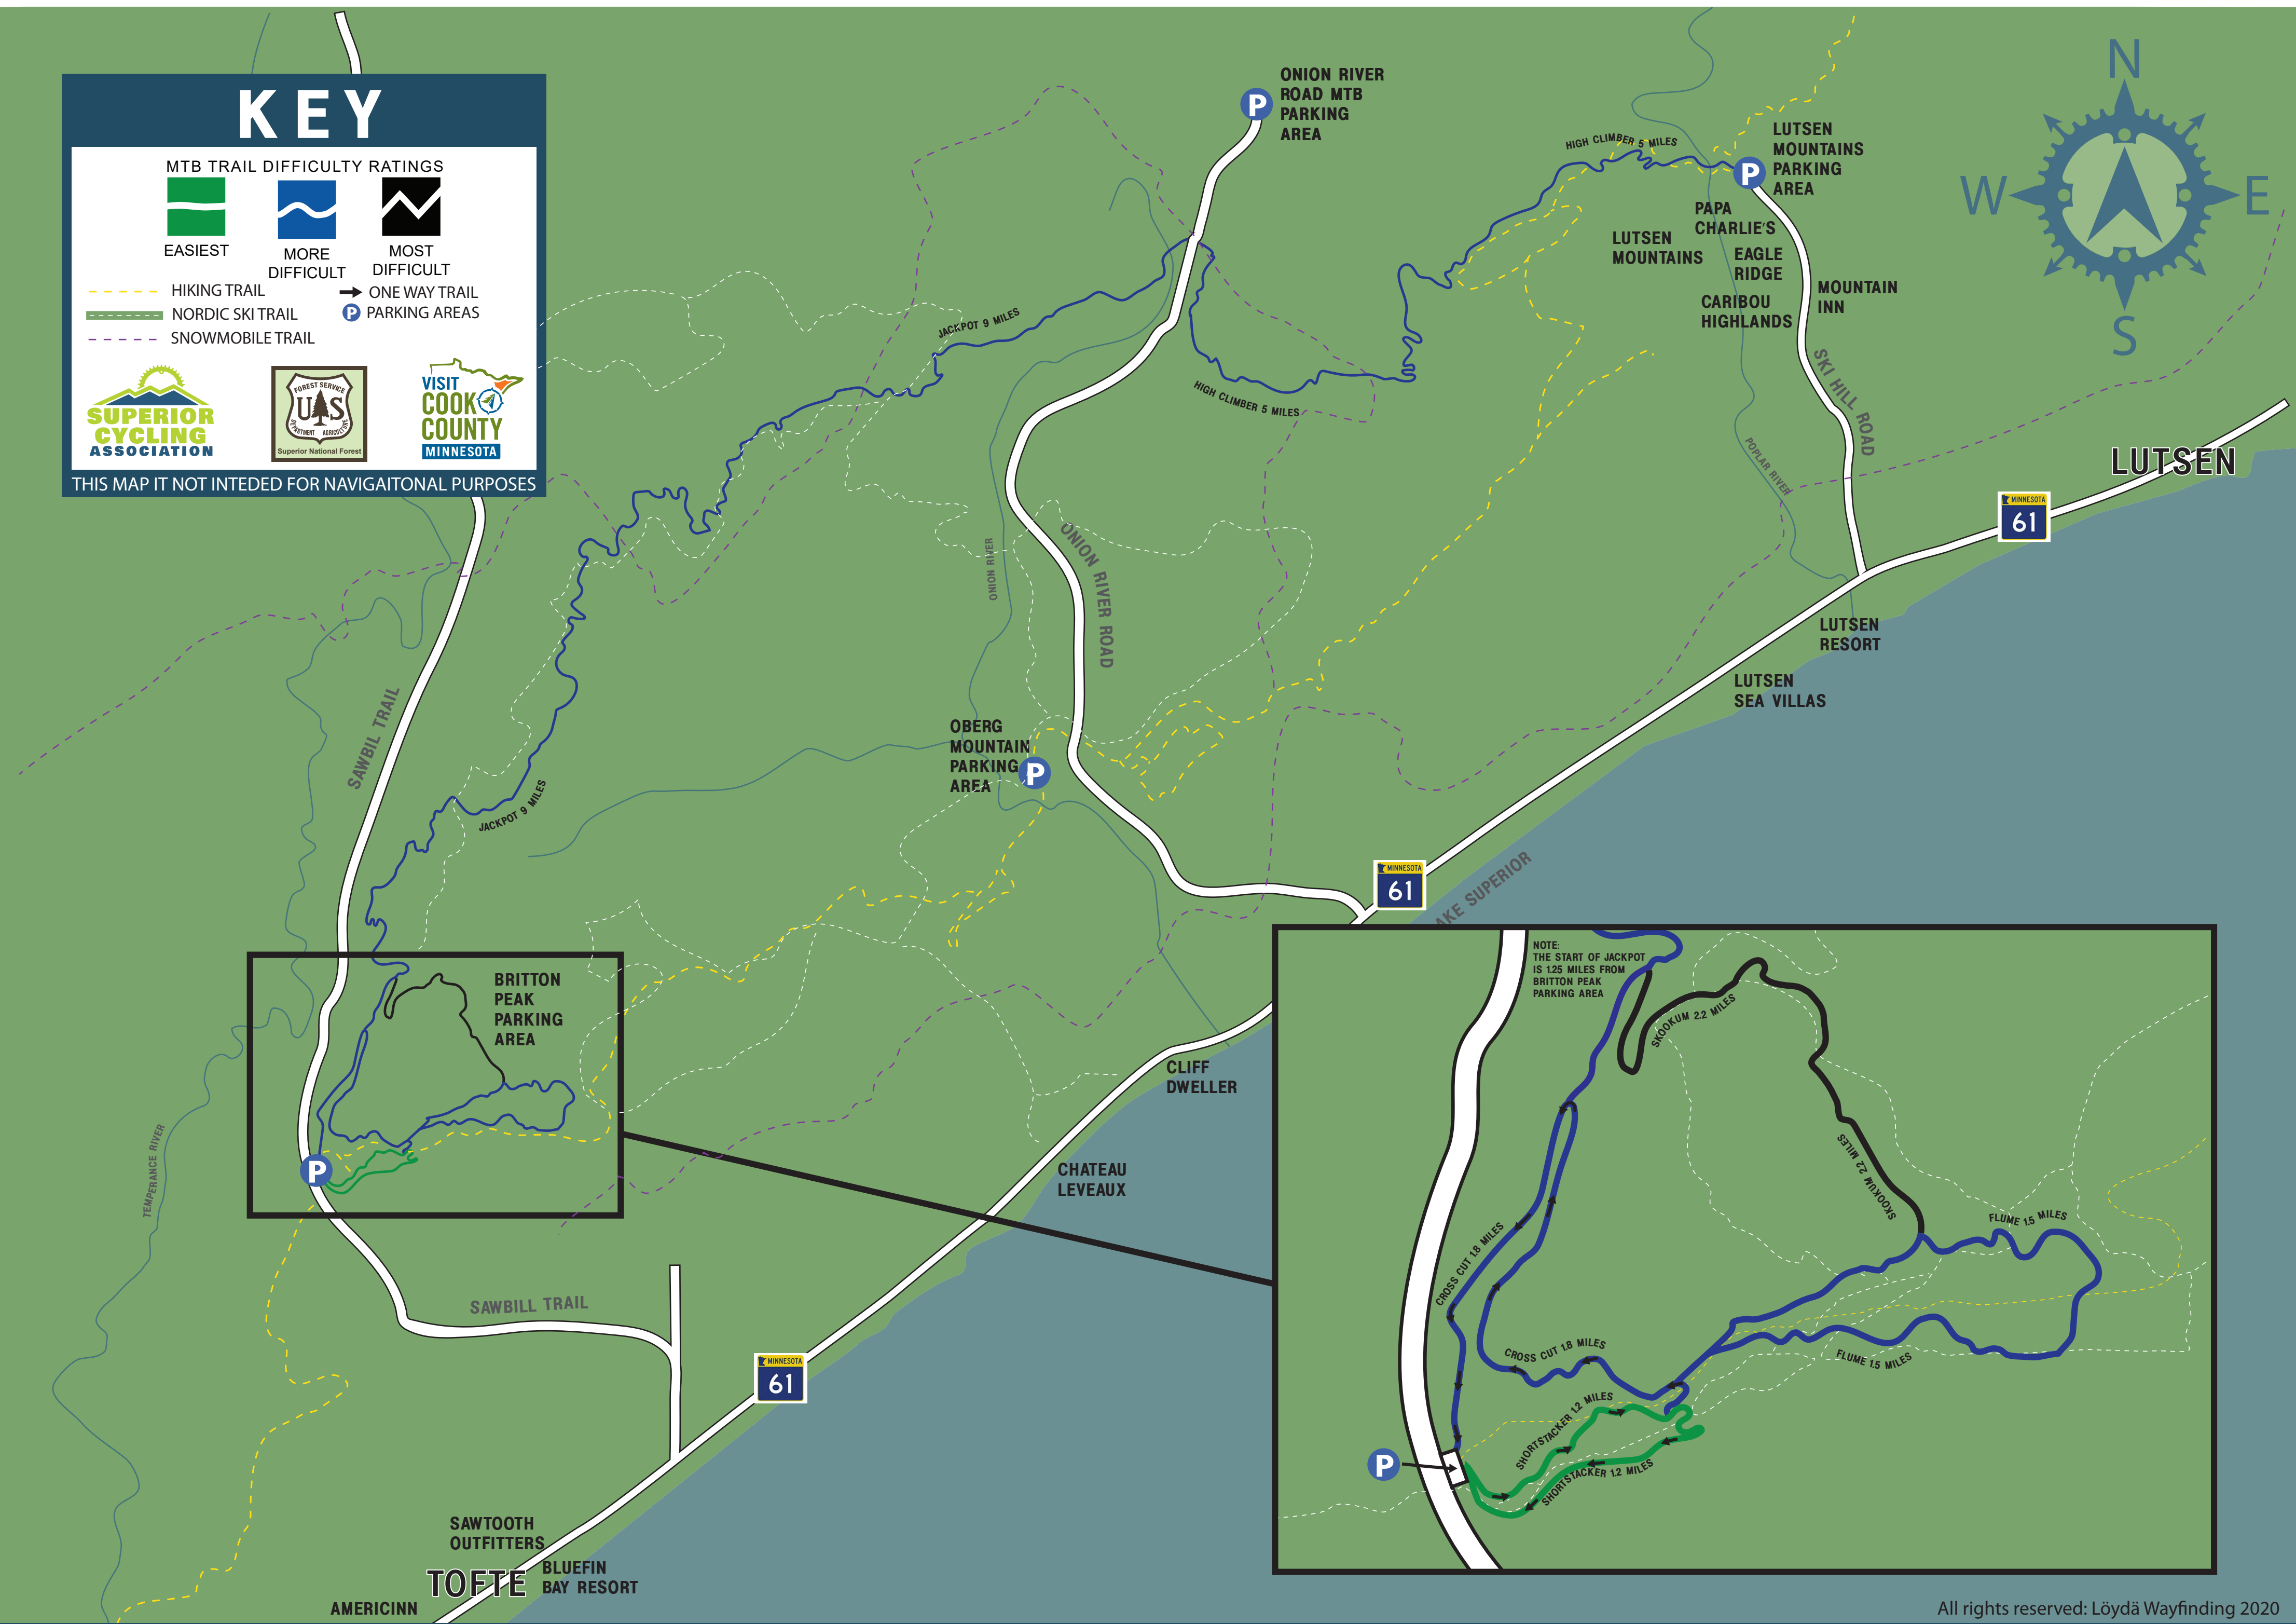 KEY
MTB TRAIL DIFFICULTY RATINGS
EASIEST
MORE
DIFFICULT
MOST
DIFFICULT
HIKING TRAIL
ONE WAY TRAIL
NORDIC SKI TRAIL
P PARKING AREAS
SNOWMOBILE TRAIL
SUPERIOR
CYCLING
ASSOCIATION
FOREST SERVICE
UAS
DEPARTMENT OF AGRICULTURE
Superior National Forest
VISIT
COOK
COUNTY
MINNESOTA
THIS MAP IT NOT INTEDED FOR NAVIGAITONAL PURPOSES
P
ONION RIVER
ROAD MTB
PARKING
AREA
HIGH CLIMBER 5 MILES
P
LUTSEN
MOUNTAINS
PARKING
AREA
N
W
E
S
PAPA
CHARLIE'S
LUTSEN
MOUNTAINS
EAGLE
RIDGE
MOUNTAIN
INN
CARIBOU
HIGHLANDS
JACKPOT 9 MILES
HIGH CLIMBER 5 MILES
SKI HILL ROAD
POPLAR RIVER
LUTSEN
MINNESOTA
61
ONION RIVER
ONION RIVER ROAD
LUTSEN
RESORT
LUTSEN
SEA VILLAS
SAWBIL TRAIL
OBERG
MOUNTAIN
PARKING
AREA
P
JACKPOT 9 MILES
MINNESOTA
61
AKE SUPERIOR
BRITTON
PEAK
PARKING
AREA
P
TEMPERANCE RIVER
CLIFF
DWELLER
CHATEAU
LEVEAUX
SAWBILL TRAIL
MINNESOTA
61
SAWTOOTH
OUTFITTERS
TOFTE
BLUEFIN
BAY RESORT
AMERICINN
NOTE:
THE START OF JACKPOT
IS 1.25 MILES FROM
BRITTON PEAK
PARKING AREA
SKOOKUM 2.2 MILES
SKOOKUM 2.2 MILES
FLUME 1.5 MILES
CROSS CUT 1.8 MILES
CROSS CUT 1.8 MILES
FLUME 1.5 MILES
SHORTSTACKER 1.2 MILES
SHORTSTACKER 1.2 MILES
P
All rights reserved: Löydä Wayfinding 2020